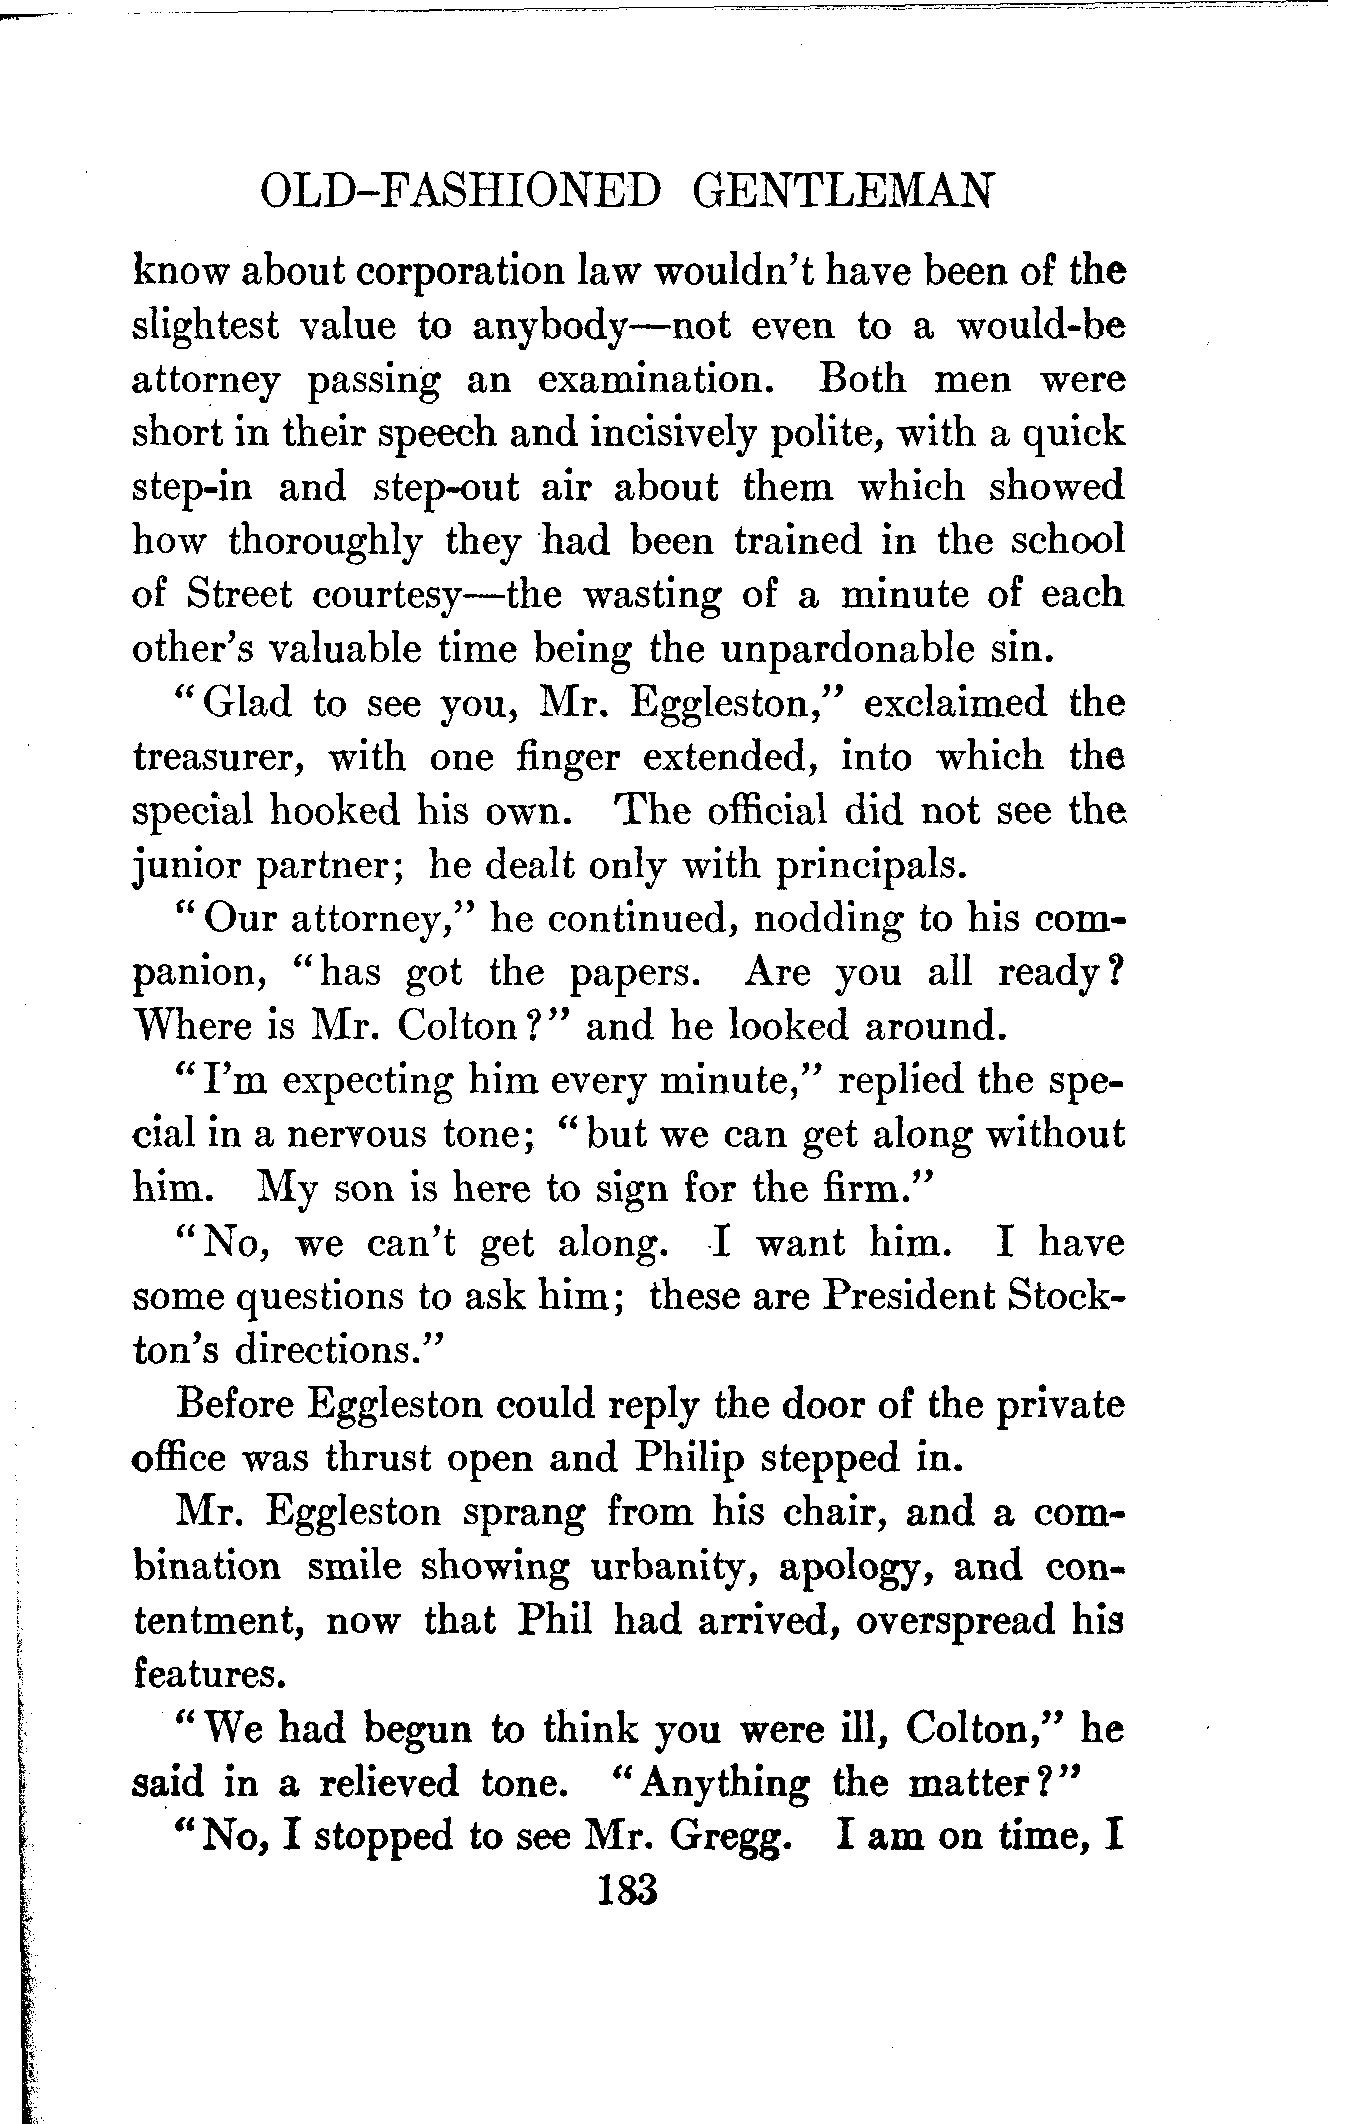 OLD-FASHIONED GENTLEMAN
know about corporation law wouldn't have been of the
slightest value to anybody—not even to a would-be
attorney passing an examination. Both men were
short in their speech and incisively polite, with a quick
step-in and step-out air about them which showed
how thoroughly they had been trained in the school
of Street courtesy—the wasting of a minute of each
other's valuable time being the unpardonable sin.
"Glad to see you, Mr. Eggleston," exclaimed the
treasurer, with one finger extended, into which the
special hooked his own. The official did not see the
junior partner; he dealt only with principals.
"Our attorney," he continued, nodding to his com-
panion, "has got the papers. Are you all ready?
Where is Mr. Colton?" and he looked around.
"I'm expecting him every minute," replied the spe-
cial in a nervous tone; "but we can get along without
him. My son is here to sign for the firm."
"No, we can't get along. I want him. I have
some questions to ask him; these are President Stock-
ton's directions."
Before Eggleston could reply the door of the private
office was thrust open and Philip stepped in.
Mr. Eggleston sprang from his chair, and a com-
bination smile showing urbanity, apology, and con-
tentment, now that Phil had arrived, overspread his
features.
"We had begun to think you were ill, Colton," he
said in a relieved tone. "Anything the matter?"
"No, I stopped to see Mr. Gregg. I am on time, I
183